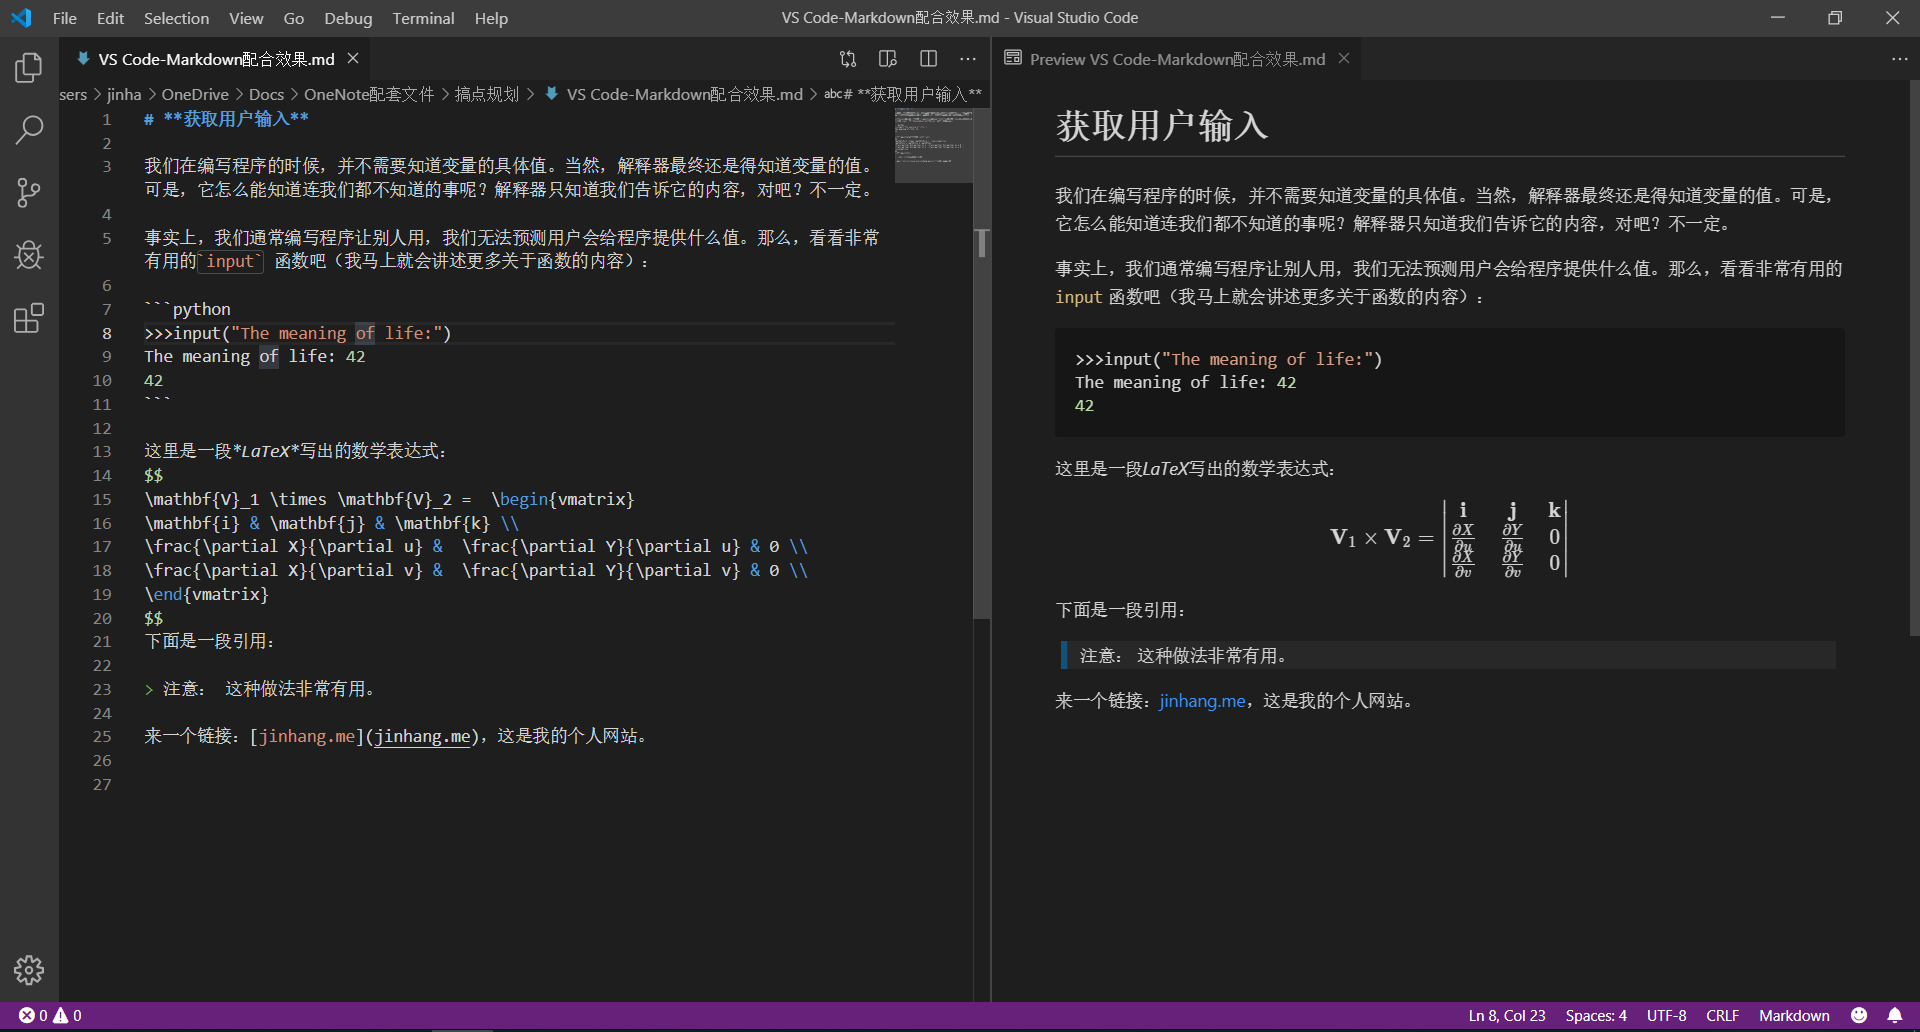 File Edit Selection View Go Debug Terminal Help
VS Code-Markdown配合效果.md - Visual Studio Code
VS Code-Markdown配合效果.md
sers > jinha > OneDrive > Docs > OneNote配套文件 > 搞点规划 > VS Code-Markdown配合效果.md > abc# **获取用户输入**
1 # **获取用户输入**
2
3 我们在编写程序的时候，并不需要知道变量的具体值。当然，解释器最终还是得知道变量的值。
可是，它怎么能知道连我们都不知道的事呢？解释器只知道我们告诉它的内容，对吧？不一定。
4
5 事实上，我们通常编写程序让别人用，我们无法预测用户会给程序提供什么值。那么，看看非常
有用的`input` 函数吧（我马上就会讲述更多关于函数的内容）：
6
7 ```python
8 >>>input("The meaning of life:")
9 The meaning of life: 42
10 42
11 ```
12
13 这里是一段*LaTeX*写出的数学表达式：
14 $$
15 \mathbf{V}_1 \times \mathbf{V}_2 =  \begin{vmatrix}
16 \mathbf{i} & \mathbf{j} & \mathbf{k} \\
17 \frac{\partial X}{\partial u} &  \frac{\partial Y}{\partial u} & 0 \\
18 \frac{\partial X}{\partial v} &  \frac{\partial Y}{\partial v} & 0 \\
19 \end{vmatrix}
20 $$
21 下面是一段引用：
22
23 > 注意： 这种做法非常有用。
24
25 来一个链接：[jinhang.me](jinhang.me)，这是我的个人网站。
26
27
Preview VS Code-Markdown配合效果.md
获取用户输入
我们在编写程序的时候，并不需要知道变量的具体值。当然，解释器最终还是得知道变量的值。可是，
它怎么能知道连我们都不知道的事呢？解释器只知道我们告诉它的内容，对吧？不一定。
事实上，我们通常编写程序让别人用，我们无法预测用户会给程序提供什么值。那么，看看非常有用的
input 函数吧（我马上就会讲述更多关于函数的内容）：
>>>input("The meaning of life:")
The meaning of life: 42
42
这里是一段LaTeX写出的数学表达式：
i j k
V₁ × V₂ = ∂X/∂u ∂Y/∂u 0
∂X/∂v ∂Y/∂v 0
下面是一段引用：
注意： 这种做法非常有用。
来一个链接：jinhang.me，这是我的个人网站。
0 0
Ln 8, Col 23 Spaces: 4 UTF-8 CRLF Markdown